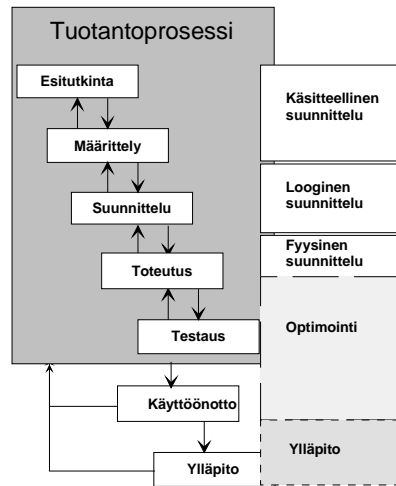 Tuotantoprosessi
Esitutkinta
Määrittely
Suunnittelu
Toteutus
Testaus
Käyttöönotto
Ylläpito
Käsitteellinen
suunnittelu
Looginen
suunnittelu
Fyysinen
suunnittelu
Optimointi
Ylläpito